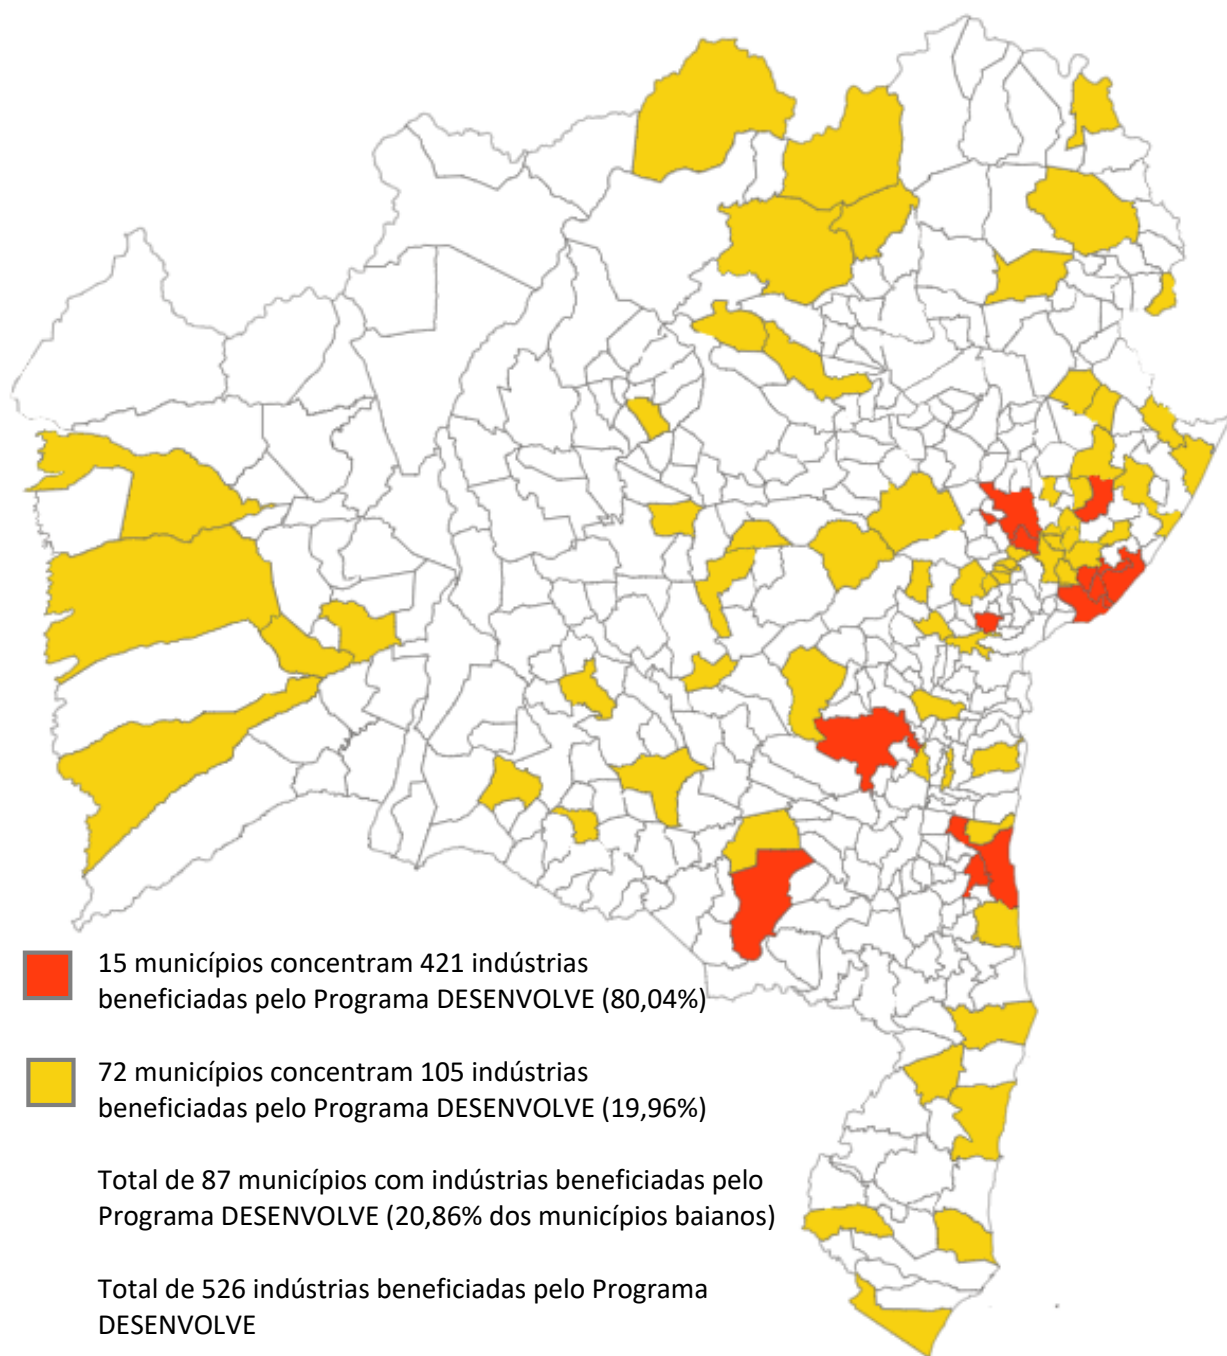 15 municípios concentram 421 indústrias
beneficiadas pelo Programa DESENVOLVE (80,04%)
72 municípios concentram 105 indústrias
beneficiadas pelo Programa DESENVOLVE (19,96%)
Total de 87 municípios com indústrias beneficiadas pelo
Programa DESENVOLVE (20,86% dos municípios baianos)
Total de 526 indústrias beneficiadas pelo Programa
DESENVOLVE